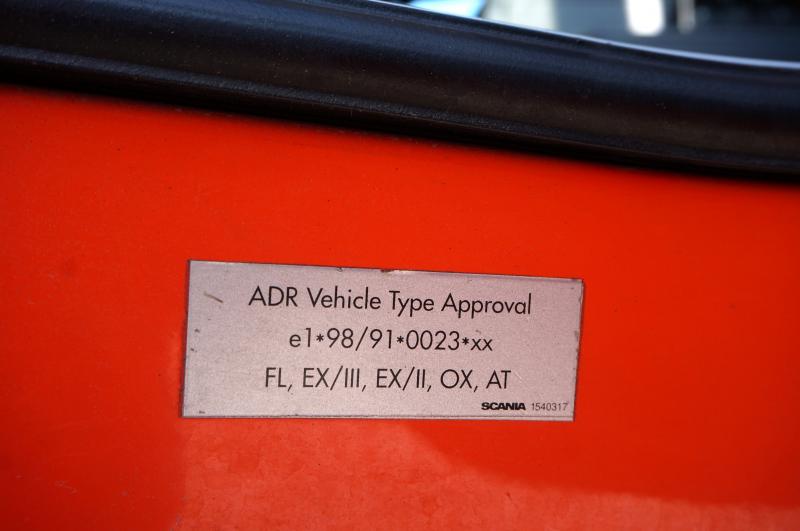 ADR Vehicle Type Approval
e1*98/91*0023*xx
FL, EX/III, EX/II, OX, AT
SCANIA 1540317